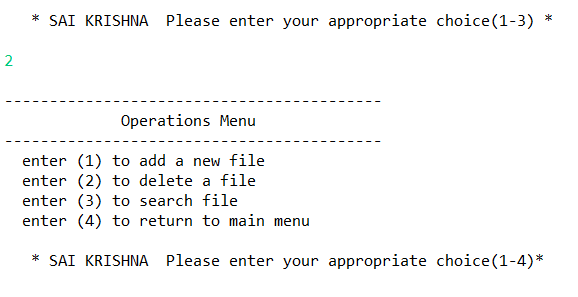 * SAI KRISHNA  Please enter your appropriate choice(1-3) *
2
------------------------------------------
Operations Menu
------------------------------------------
enter (1) to add a new file
enter (2) to delete a file
enter (3) to search file
enter (4) to return to main menu
* SAI KRISHNA  Please enter your appropriate choice(1-4)*